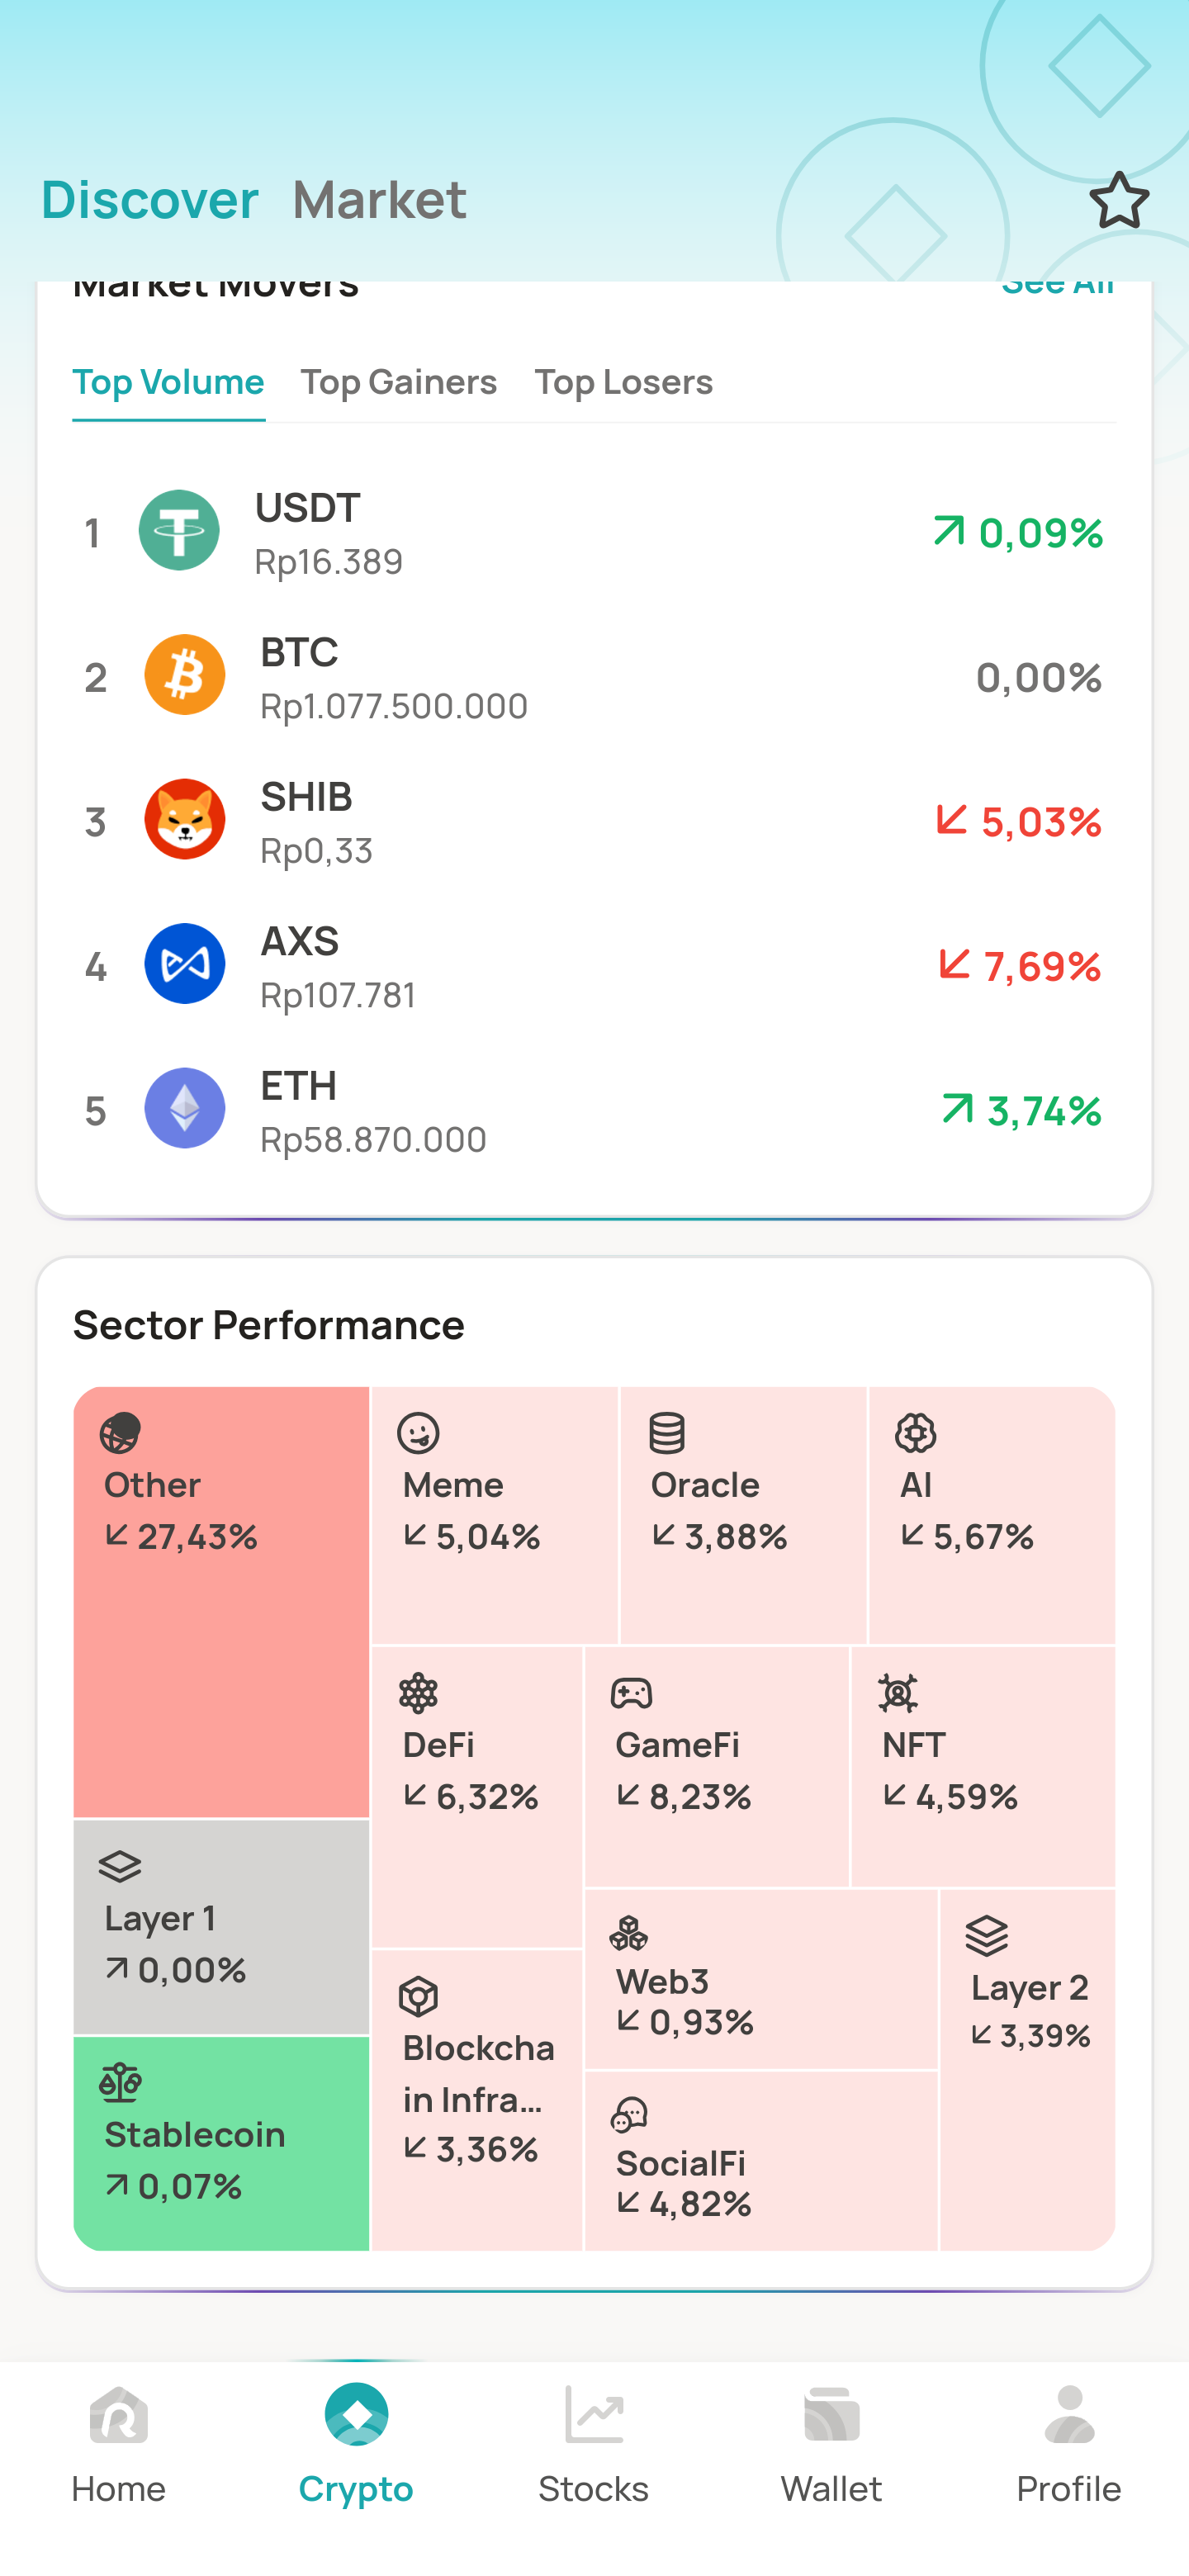 Discover Market
Market Movers See All
Top Volume Top Gainers Top Losers
1 USDT 0,09%
Rp16.389
2 BTC 0,00%
Rp1.077.500.000
3 SHIB 5,03%
Rp0,33
4 AXS 7,69%
Rp107.781
5 ETH 3,74%
Rp58.870.000
Sector Performance
Other
27,43%
Meme
5,04%
Oracle
3,88%
AI
5,67%
DeFi
6,32%
GameFi
8,23%
NFT
4,59%
Layer 1
0,00%
Stablecoin
0,07%
Blockcha
in Infra...
3,36%
Web3
0,93%
Layer 2
3,39%
SocialFi
4,82%
Home Crypto Stocks Wallet Profile